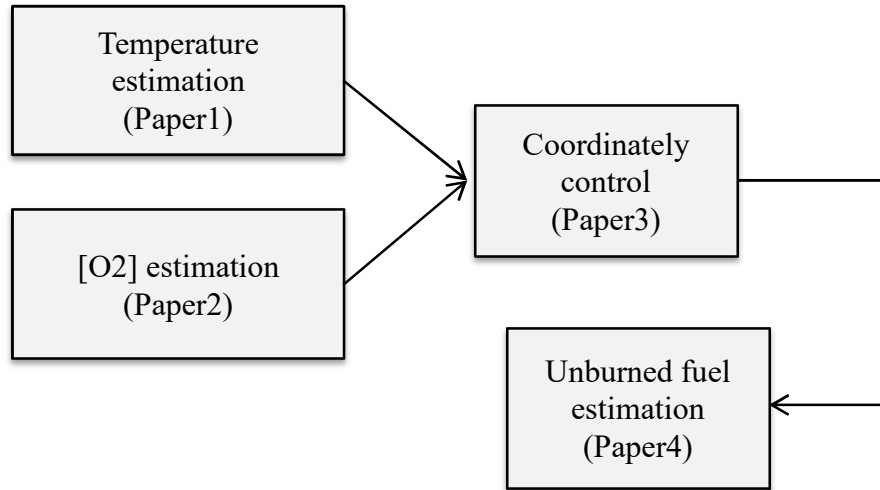 Temperature
estimation
(Paper1)
[O2] estimation
(Paper2)
Coordinately
control
(Paper3)
Unburned fuel
estimation
(Paper4)